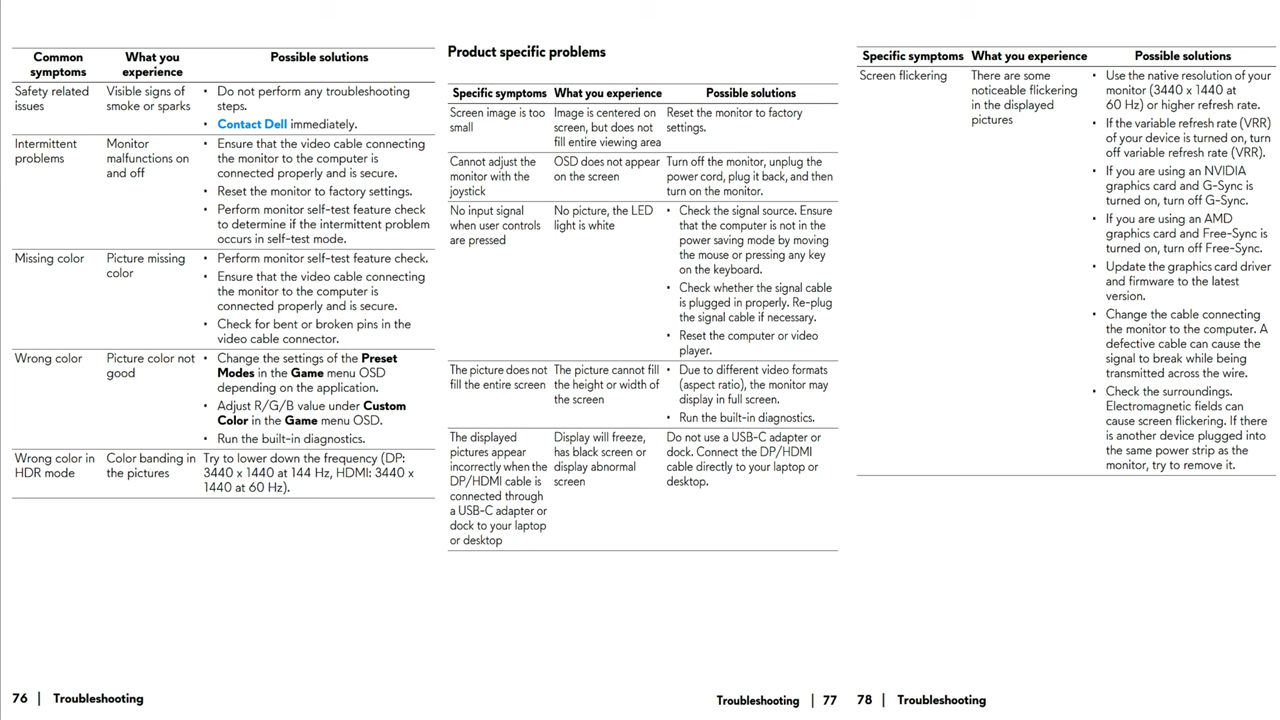 Common symptoms
What you experience
Possible solutions
Safety related issues
Visible signs of smoke or sparks
• Do not perform any troubleshooting
steps.
• Contact Dell immediately.
Intermittent problems
Monitor malfunctions on and off
• Ensure that the video cable connecting
the monitor to the computer is
connected properly and is secure.
• Reset the monitor to factory settings.
• Perform monitor self-test feature check
to determine if the intermittent problem
occurs in self-test mode.
Missing color
Picture missing color
• Perform monitor self-test feature check.
• Ensure that the video cable connecting
the monitor to the computer is
connected properly and is secure.
• Check for bent or broken pins in the
video cable connector.
Wrong color
Picture color not good
• Change the settings of the Preset
Modes in the Game menu OSD
depending on the application.
• Adjust R/G/B value under Custom
Color in the Game menu OSD.
• Run the built-in diagnostics.
Wrong color in HDR mode
Color banding in the pictures
Try to lower down the frequency (DP:
3440 x 1440 at 144 Hz, HDMI: 3440 x
1440 at 60 Hz).
76 | Troubleshooting
Product specific problems
Specific symptoms
What you experience
Possible solutions
Screen image is too small
Image is centered on
screen, but does not
fill entire viewing area
Reset the monitor to factory
settings.
Cannot adjust the
monitor with the
joystick
OSD does not appear
on the screen
Turn off the monitor, unplug the
power cord, plug it back, and then
turn on the monitor.
No input signal
when user controls
are pressed
No picture, the LED
light is white
• Check the signal source. Ensure
that the computer is not in the
power saving mode by moving
the mouse or pressing any key
on the keyboard.
• Check whether the signal cable
is plugged in properly. Re-plug
the signal cable if necessary.
• Reset the computer or video
player.
The picture does not
fill the entire screen
The picture cannot fill
the height or width of
the screen
• Due to different video formats
(aspect ratio), the monitor may
display in full screen.
• Run the built-in diagnostics.
The displayed
pictures appear
incorrectly when the
DP/HDMI cable is
connected through
a USB-C adapter or
dock to your laptop
or desktop
Display will freeze,
has black screen or
display abnormal
screen
Do not use a USB-C adapter or
dock. Connect the DP/HDMI
cable directly to your laptop or
desktop.
Troubleshooting | 77
Specific symptoms
What you experience
Possible solutions
Screen flickering
There are some
noticeable flickering
in the displayed
pictures
• Use the native resolution of your
monitor (3440 x 1440 at
60 Hz) or higher refresh rate.
• If the variable refresh rate (VRR)
of your device is turned on, turn
off variable refresh rate (VRR).
• If you are using an NVIDIA
graphics card and G-Sync is
turned on, turn off G-Sync.
• If you are using an AMD
graphics card and Free-Sync is
turned on, turn off Free-Sync.
• Update the graphics card driver
and firmware to the latest
version.
• Change the cable connecting
the monitor to the computer. A
defective cable can cause the
signal to break while being
transmitted across the wire.
• Check the surroundings.
Electromagnetic fields can
cause screen flickering. If there
is another device plugged into
the same power strip as the
monitor, try to remove it.
78 | Troubleshooting